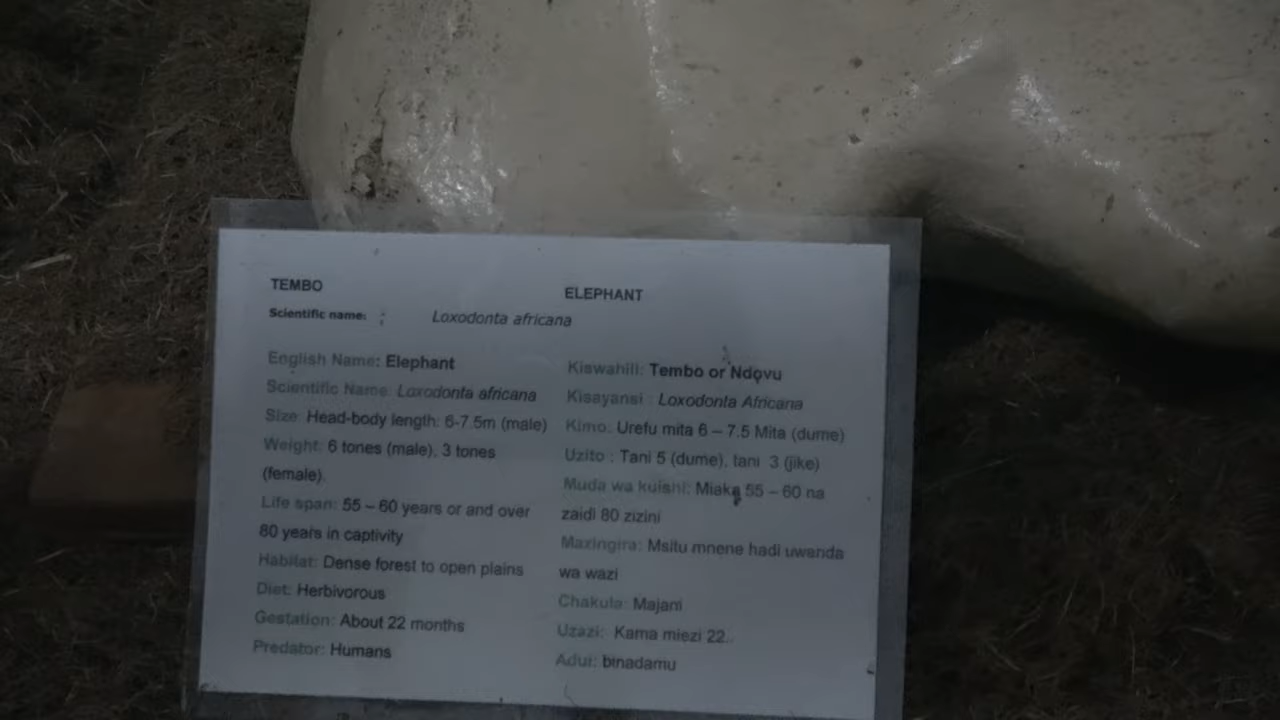 TEMBO ELEPHANT
Scientific name: : Loxodonta africana
English Name: Elephant
Scientific Name: Loxodonta africana
Size: Head-body length: 6-7.5m (male)
Weight: 6 tones (male), 3 tones
(female).
Life span: 55 – 60 years or and over
80 years in captivity
Habitat: Dense forest to open plains
Diet: Herbivorous
Gestation: About 22 months
Predator: Humans
Kiswahili: Tembo or Ndovu
Kisayansi : Loxodonta Africana
Kimo: Urefu mita 6 – 7.5 Mita (dume)
Uzito : Tani 5 (dume), tani 3 (jike)
Muda wa kuishi: Miaka 55 – 60 na
zaidi 80 zizini
Mazingira: Msitu mnene hadi uwanda
wa wazi
Chakula: Majani
Uzazi: Kama miezi 22.
Adui: binadamu